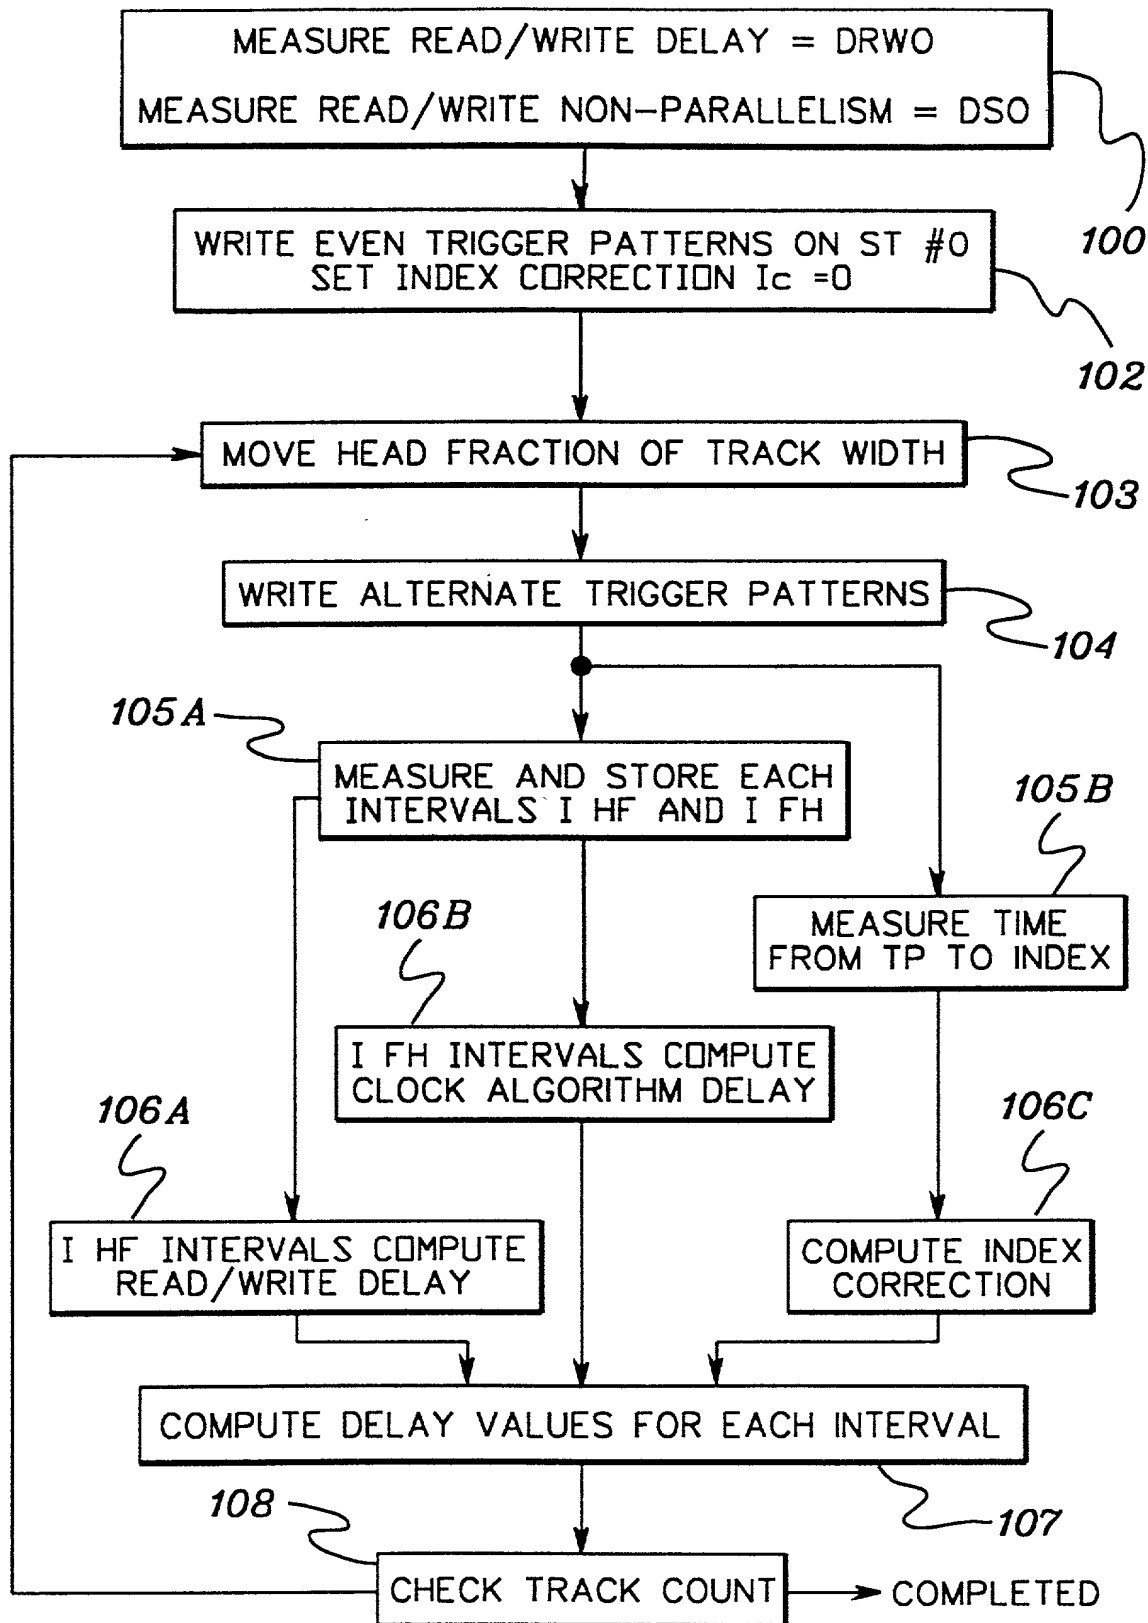 MEASURE READ/WRITE DELAY = DRWO
MEASURE READ/WRITE NON-PARALLELISM = DSO
100
WRITE EVEN TRIGGER PATTERNS ON ST #0
SET INDEX CORRECTION Ic =0
102
MOVE HEAD FRACTION OF TRACK WIDTH
103
WRITE ALTERNATE TRIGGER PATTERNS
104
105A
MEASURE AND STORE EACH
INTERVALS I HF AND I FH
105B
MEASURE TIME
FROM TP TO INDEX
106B
I FH INTERVALS COMPUTE
CLOCK ALGORITHM DELAY
106A
I HF INTERVALS COMPUTE
READ/WRITE DELAY
106C
COMPUTE INDEX
CORRECTION
COMPUTE DELAY VALUES FOR EACH INTERVAL
107
108
CHECK TRACK COUNT
COMPLETED